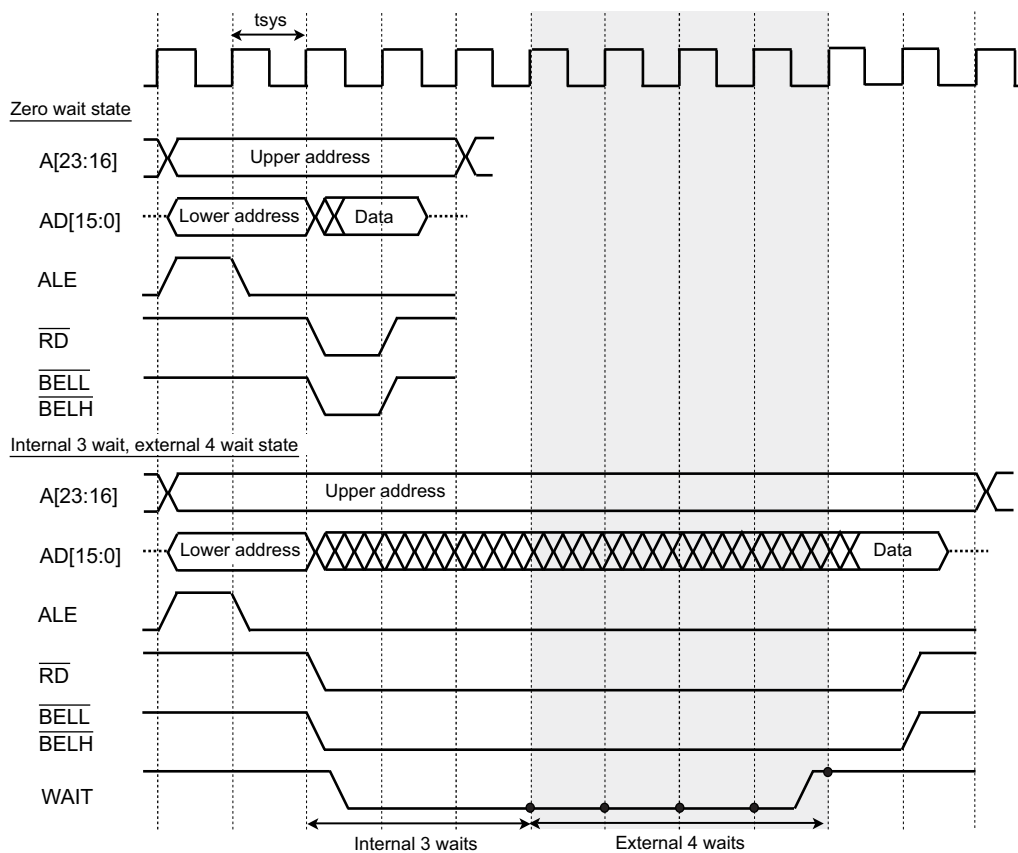 tsys
Zero wait state
A[23:16]
Upper address
AD[15:0]
Lower address
Data
ALE
RD
BELL
BELH
Internal 3 wait, external 4 wait state
A[23:16]
Upper address
AD[15:0]
Lower address
Data
ALE
RD
BELL
BELH
WAIT
Internal 3 waits
External 4 waits